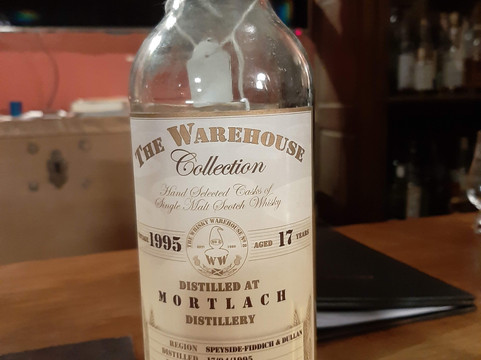 THE WAREHOUSE
Collection
Hand Selected Casks of
Single Malt Scotch Whisky
1995 AGED 17 YEARS
THE WHISKY WAREHOUSE No. 8
WW
DISTILLED AT
MORTLACH
DISTILLERY
REGION SPEYSIDE-FIDDICH & DULLAN
DISTILLED